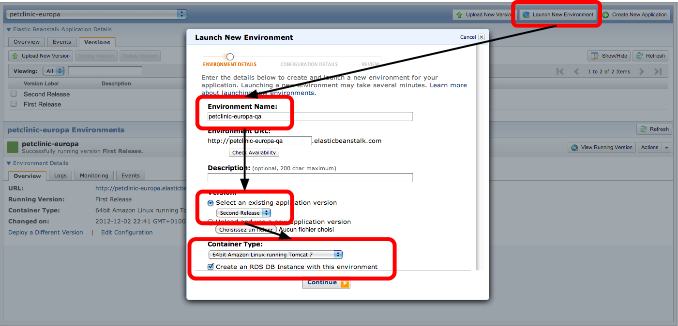 petclinic-europa
Upload New Version
Launch New Environment
Create New Application
Elastic Beanstalk Application Details
Overview Events Versions
Upload New Version
Show/Hide Refresh
Viewing: All
1 to 2 of 2 items
Version Label Description
Second Release
First Release
petclinic-europa Environments
Refresh
petclinic-europa
Successfully running version First Release.
View Running Version Actions
Environment Details
Overview Logs Monitoring Events
URL: http://petclinic-europa.elasticb
Running Version: First Release
Container Type: 64bit Amazon Linux running To
Changed on: 2012-12-02 22:41 GMT+0100
Deploy a Different Version | Edit Configuration
Launch New Environment
Cancel
ENVIRONMENT DETAILS CONFIGURATION DETAILS
Enter the details below to create and launch a new environment for your
application. Launching a new environment may take several minutes. Learn more
about launching environments.
Environment Name:
petclinic-europa-qa
Environment URL:
http://petclinic-europa-qa .elasticbeanstalk.com
Check Availability
Description: (optional, 200 char maximum)
Version:
Select an existing application version
Second Release
Upload and use a new application version
Choisissez un fichier Aucun fichier choisi
Container Type:
64bit Amazon Linux running Tomcat 7
Create an RDS DB Instance with this environment
Continue